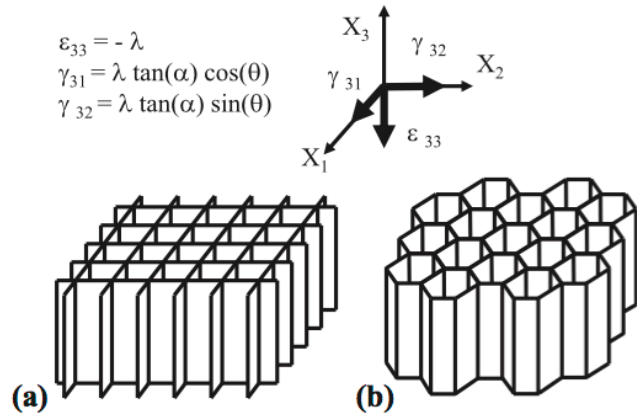 ε₃₃ = - λ
γ₃₁ = λ tan(α) cos(θ)
γ ₃₂ = λ tan(α) sin(θ)
X₃
γ ₃₂
γ ₃₁
X₂
ε ₃₃
X₁
(a)
(b)